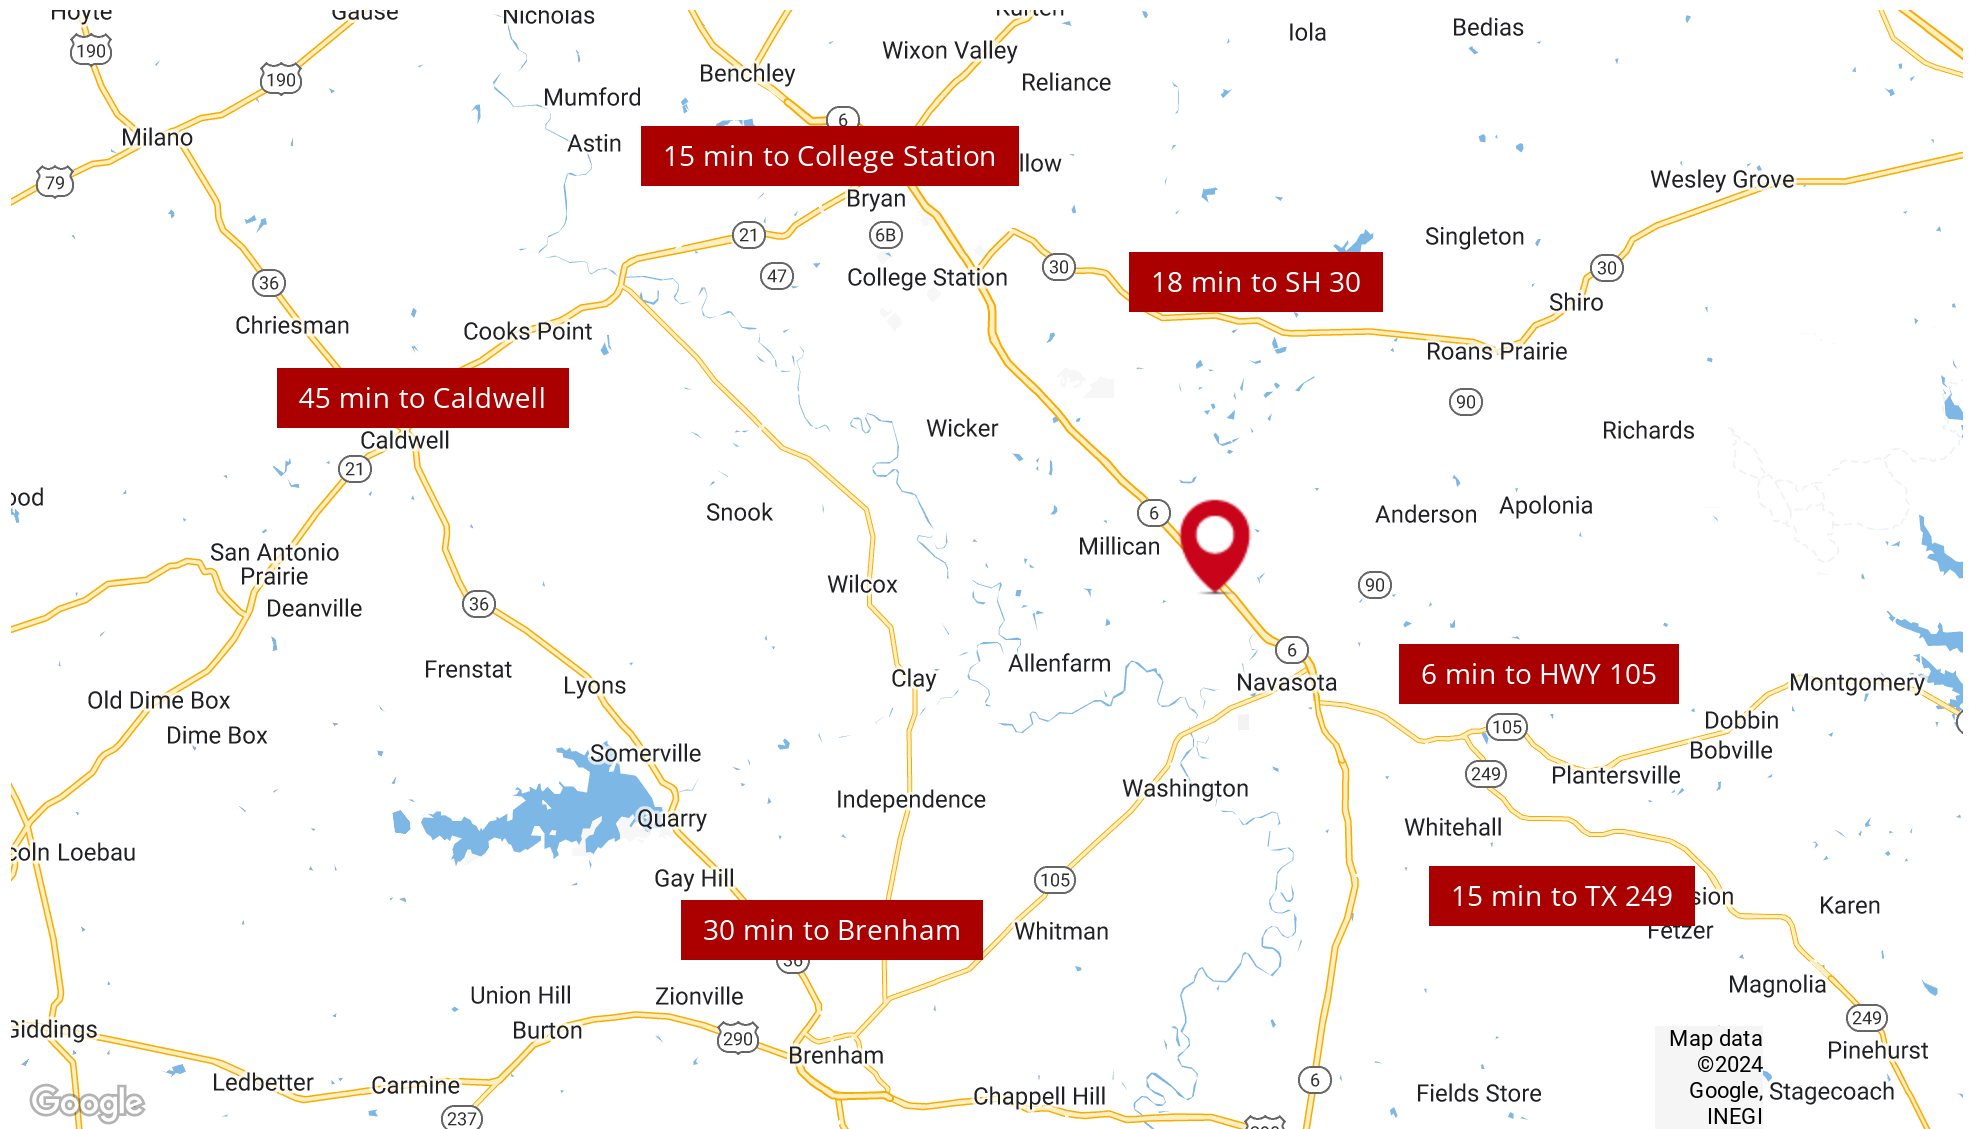 Hoyle
Gause
Nicholas
Kurten
Iola
Bedias
190
190
Wixon Valley
Benchley
Reliance
Mumford
6
Milano
Astin
15 min to College Station
llow
79
Bryan
Wesley Grove
21
6B
Singleton
47
College Station
30
18 min to SH 30
30
36
Shiro
Chriesman
Cooks Point
Roans Prairie
45 min to Caldwell
90
Caldwell
Wicker
Richards
21
ood
Snook
6
Anderson
Apolonia
Millican
San Antonio
Prairie
Deanville
Wilcox
90
36
6
Frenstat
Allenfarm
6 min to HWY 105
Lyons
Clay
Navasota
Montgomery
Old Dime Box
Dime Box
105
Dobbin
Bobville
Somerville
249
Plantersville
Independence
Washington
Quarry
Whitehall
coln
Loebau
Gay Hill
105
15 min to TX 249
sion
Karen
30 min to Brenham
Whitman
Fetzer
36
Magnolia
Union Hill
Zionville
Giddings
Burton
290
249
Brenham
Pinehurst
Ledbetter
Carmine
6
Chappell Hill
Fields Store
Stagecoach
237
290
Google
Map data
©2024
Google,
INEGI